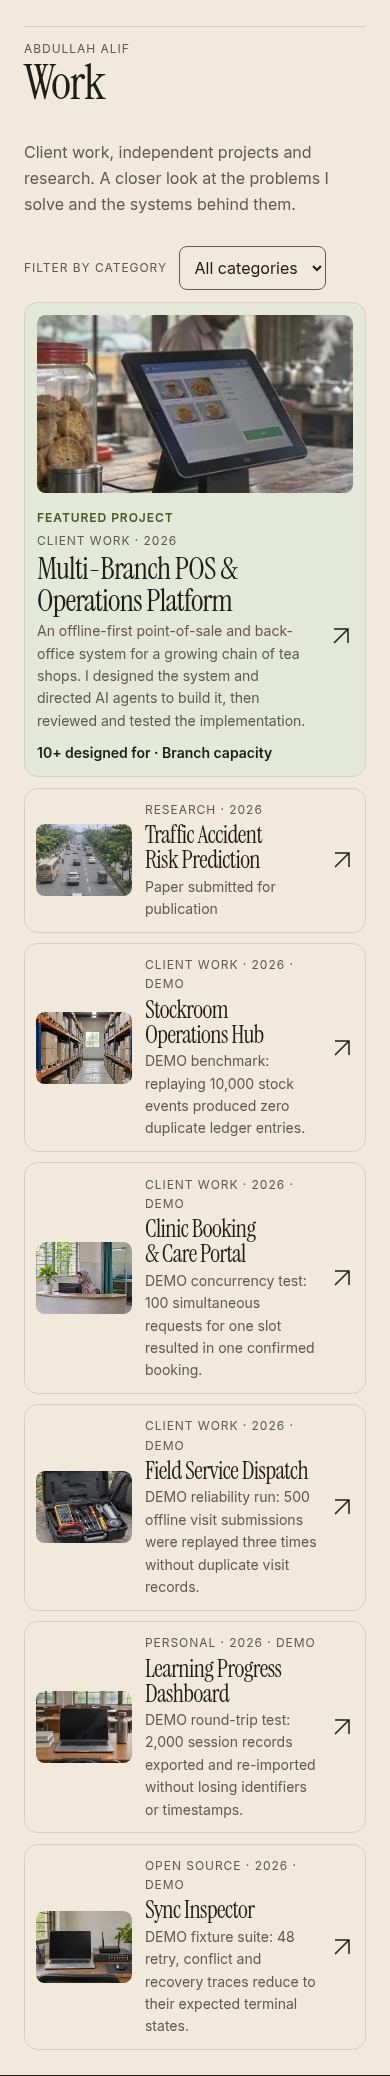 ABDULLAH ALIF
Work
Client work, independent projects and
research. A closer look at the problems I
solve and the systems behind them.
FILTER BY CATEGORY
All categories
FEATURED PROJECT
CLIENT WORK · 2026
Multi-Branch POS &
Operations Platform
An offline-first point-of-sale and back-
office system for a growing chain of tea
shops. I designed the system and
directed AI agents to build it, then
reviewed and tested the implementation.
10+ designed for · Branch capacity
RESEARCH · 2026
Traffic Accident
Risk Prediction
Paper submitted for
publication
CLIENT WORK · 2026 ·
DEMO
Stockroom
Operations Hub
DEMO benchmark:
replaying 10,000 stock
events produced zero
duplicate ledger entries.
CLIENT WORK · 2026 ·
DEMO
Clinic Booking
& Care Portal
DEMO concurrency test:
100 simultaneous
requests for one slot
resulted in one confirmed
booking.
CLIENT WORK · 2026 ·
DEMO
Field Service Dispatch
DEMO reliability run: 500
offline visit submissions
were replayed three times
without duplicate visit
records.
PERSONAL · 2026 · DEMO
Learning Progress
Dashboard
DEMO round-trip test:
2,000 session records
exported and re-imported
without losing identifiers
or timestamps.
OPEN SOURCE · 2026 ·
DEMO
Sync Inspector
DEMO fixture suite: 48
retry, conflict and
recovery traces reduce to
their expected terminal
states.